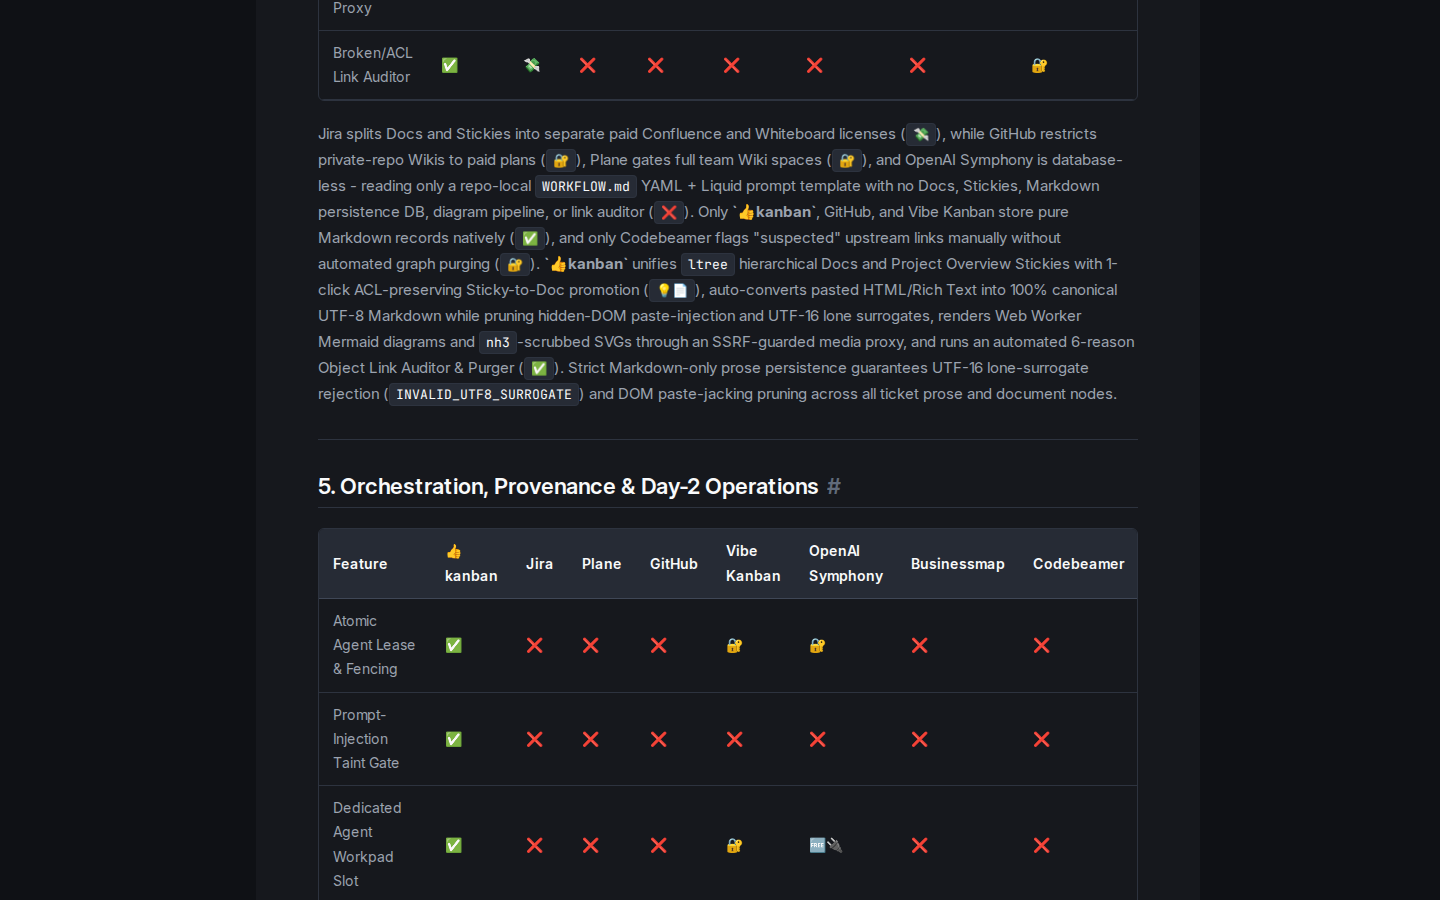 Proxy
Broken/ACL
Link Auditor ✅ 💸 ❌ ❌ ❌ ❌ ❌ 🔐
Jira splits Docs and Stickies into separate paid Confluence and Whiteboard licenses (💸), while GitHub restricts
private-repo Wikis to paid plans (🔐), Plane gates full team Wiki spaces (🔐), and OpenAI Symphony is database-
less - reading only a repo-local WORKFLOW.md YAML + Liquid prompt template with no Docs, Stickies, Markdown
persistence DB, diagram pipeline, or link auditor (❌). Only `👍kanban`, GitHub, and Vibe Kanban store pure
Markdown records natively (✅), and only Codebeamer flags "suspected" upstream links manually without
automated graph purging (🔐). `👍kanban` unifies ltree hierarchical Docs and Project Overview Stickies with 1-
click ACL-preserving Sticky-to-Doc promotion (💡📄), auto-converts pasted HTML/Rich Text into 100% canonical
UTF-8 Markdown while pruning hidden-DOM paste-injection and UTF-16 lone surrogates, renders Web Worker
Mermaid diagrams and nh3-scrubbed SVGs through an SSRF-guarded media proxy, and runs an automated 6-reason
Object Link Auditor & Purger (✅). Strict Markdown-only prose persistence guarantees UTF-16 lone-surrogate
rejection (INVALID_UTF8_SURROGATE) and DOM paste-jacking pruning across all ticket prose and document nodes.
5. Orchestration, Provenance & Day-2 Operations #
Feature 👍 kanban Jira Plane GitHub Vibe Kanban OpenAI Symphony Businessmap Codebeamer
Atomic
Agent Lease
& Fencing ✅ ❌ ❌ ❌ 🔐 🔐 ❌ ❌
Prompt-
Injection
Taint Gate ✅ ❌ ❌ ❌ ❌ ❌ ❌ ❌
Dedicated
Agent
Workpad
Slot ✅ ❌ ❌ ❌ 🔐 🆓🔌 ❌ ❌